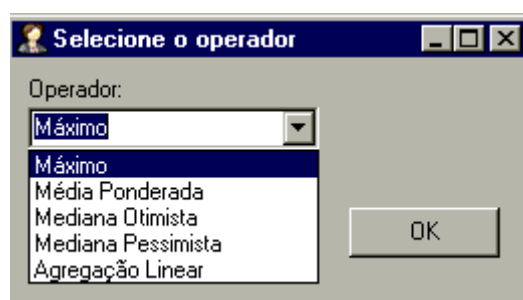 Selecione o operador
Operador:
Máximo
Máximo
Média Ponderada
Mediana Otimista
Mediana Pessimista
Agregação Linear
OK